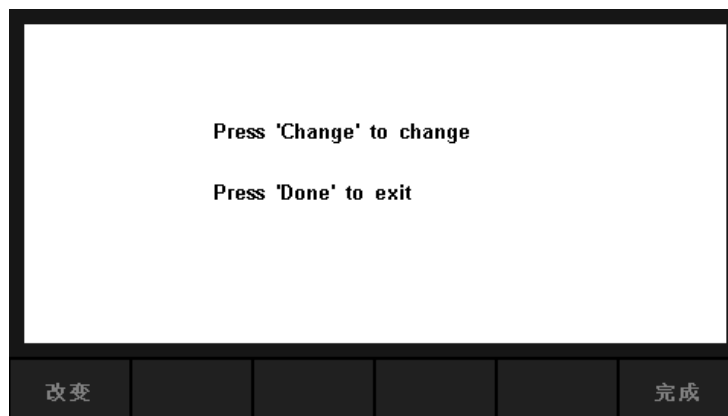 Press 'Change' to change
Press 'Done' to exit
改变
完成